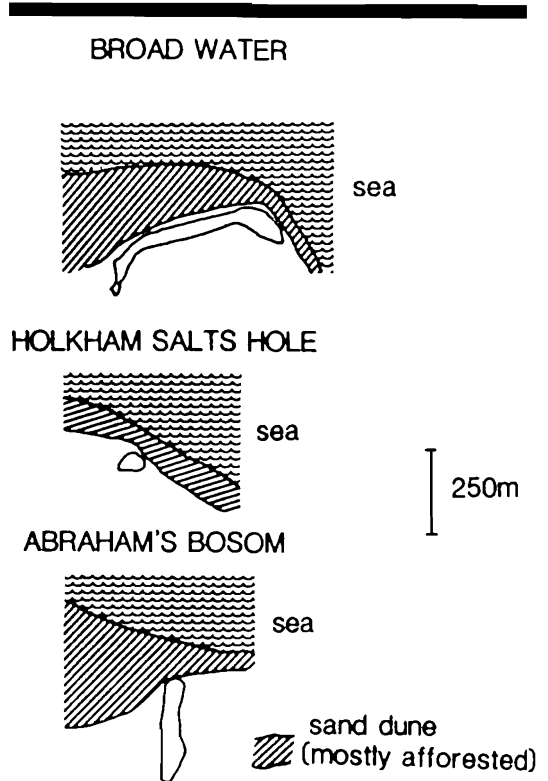 BROAD WATER
sea
HOLKHAM SALTS HOLE
sea
250m
ABRAHAM'S BOSOM
sea
sand dune
(mostly afforested)